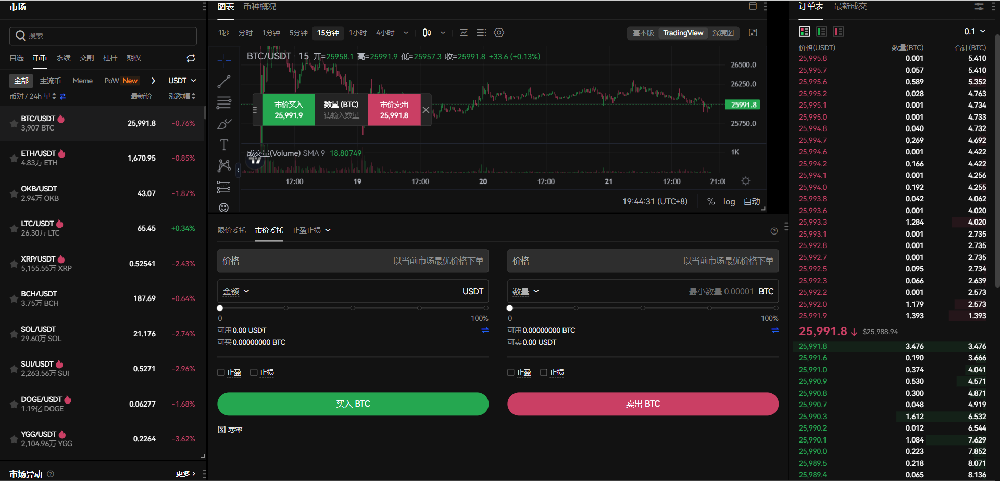 市场
搜索
自选 币币 永续 交割 杠杆 期权
全部 主流币 Meme PoW New USDT
币对 / 24h 量 最新价 涨跌幅
BTC/USDT 25,991.8 -0.76%
3,907 BTC
ETH/USDT 1,670.95 -0.85%
4.83万 ETH
OKB/USDT 43.07 -1.87%
2.94万 OKB
LTC/USDT 65.45 +0.34%
26.30万 LTC
XRP/USDT 0.52541 -2.43%
5,155.55万 XRP
BCH/USDT 187.69 -0.64%
3.75万 BCH
SOL/USDT 21.176 -2.74%
29.60万 SOL
SUI/USDT 0.5271 -2.96%
2,263.56万 SUI
DOGE/USDT 0.06277 -1.68%
1.19亿 DOGE
YGG/USDT 0.2264 -3.62%
2,104.96万 YGG
市场异动 更多
图表 币种概况
1秒 分时 1分钟 5分钟 15分钟 1小时 4小时 基本版 TradingView 深度图
BTC/USDT · 15 开=25958.1 高=25991.9 低=25957.3 收=25991.8 +33.6 (+0.13%)
26500.0
26250.0
市价买入 数量 (BTC) 市价卖出
25,991.9 请输入数量 25,991.8
25991.8
25750.0
成交量(Volume) SMA 9 18.80749
1K
12:00 19 12:00 20 12:00 21 12:00 21:00
19:44:31 (UTC+8) % log 自动
限价委托 市价委托 止盈止损
价格 以当前市场最优价格下单
金额 USDT
0 100%
可用 0.00 USDT
可买 0.00000000 BTC
止盈 止损
买入 BTC
费率
价格 以当前市场最优价格下单
数量 最小数量 0.00001 BTC
0 100%
可用 0.00000000 BTC
可卖 0.00 USDT
止盈 止损
卖出 BTC
订单表 最新成交
0.1
价格(USDT) 数量(BTC) 合计(BTC)
25,995.8 0.001 5.410
25,995.7 0.057 5.410
25,995.6 0.589 5.352
25,995.2 0.028 4.763
25,995.1 0.001 4.734
25,995.0 0.001 4.733
25,994.8 0.040 4.732
25,994.7 0.269 4.692
25,994.6 0.001 4.422
25,994.2 0.166 4.422
25,994.1 0.001 4.256
25,994.0 0.192 4.255
25,993.8 0.042 4.062
25,993.6 0.001 4.020
25,993.3 1.284 4.020
25,993.1 0.001 2.735
25,992.8 0.001 2.735
25,992.7 0.001 2.735
25,992.5 0.095 2.734
25,992.3 0.066 2.639
25,992.2 0.001 2.573
25,992.0 1.179 2.573
25,991.9 1.393 1.393
25,991.8 $25,988.94
25,991.8 3.476 3.476
25,991.6 0.190 3.666
25,991.0 0.374 4.041
25,990.9 0.530 4.571
25,990.8 0.300 4.871
25,990.7 0.048 4.919
25,990.3 1.612 6.532
25,990.2 0.012 6.544
25,990.1 1.084 7.629
25,990.0 0.223 7.852
25,989.5 0.218 8.071
25,989.4 0.065 8.136